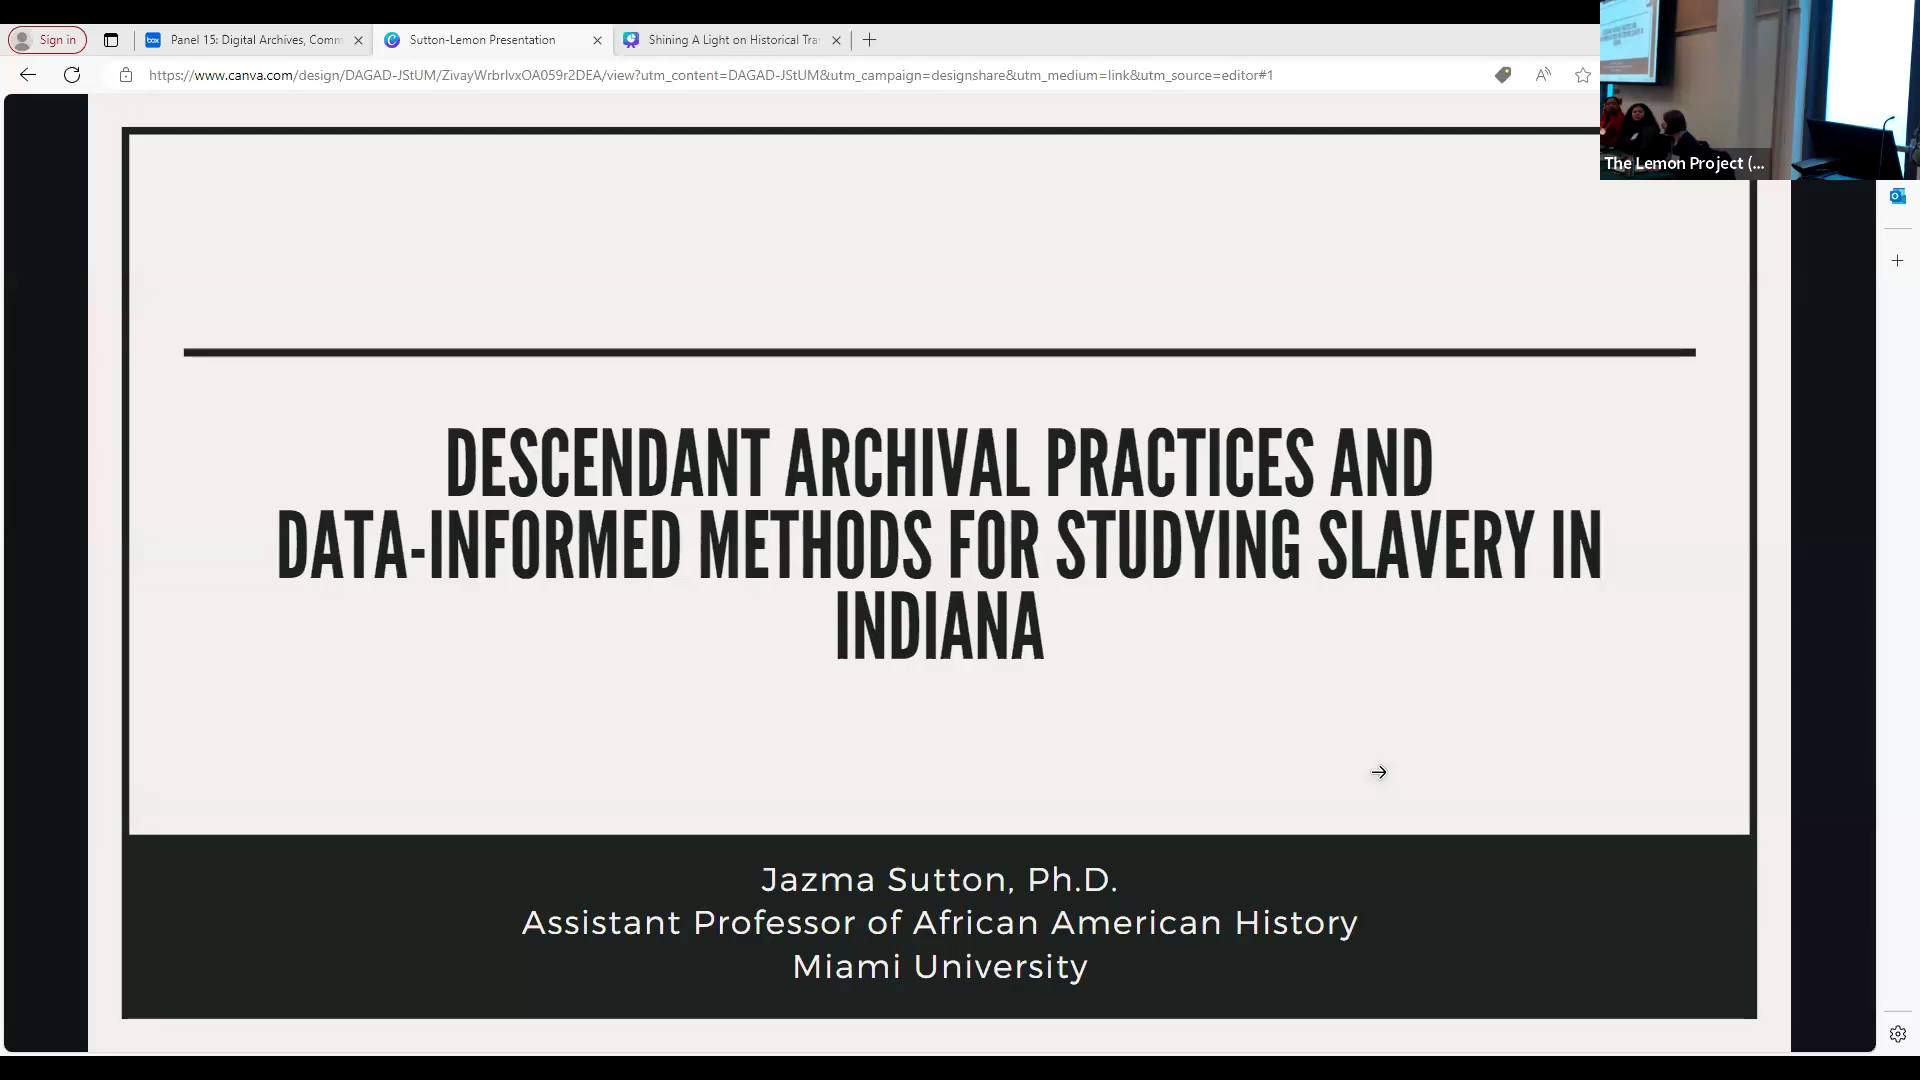 Sign in
Panel 15: Digital Archives, Comm
Sutton-Lemon Presentation
Shining A Light on Historical Tra
https://www.canva.com/design/DAGAD-JStUM/ZivayWrbrlvxOA059r2DEA/view?utm_content=DAGAD-JStUM&utm_campaign=designshare&utm_medium=link&utm_source=editor#1
The Lemon Project (...
DESCENDANT ARCHIVAL PRACTICES AND
DATA-INFORMED METHODS FOR STUDYING SLAVERY IN
INDIANA
Jazma Sutton, Ph.D.
Assistant Professor of African American History
Miami University